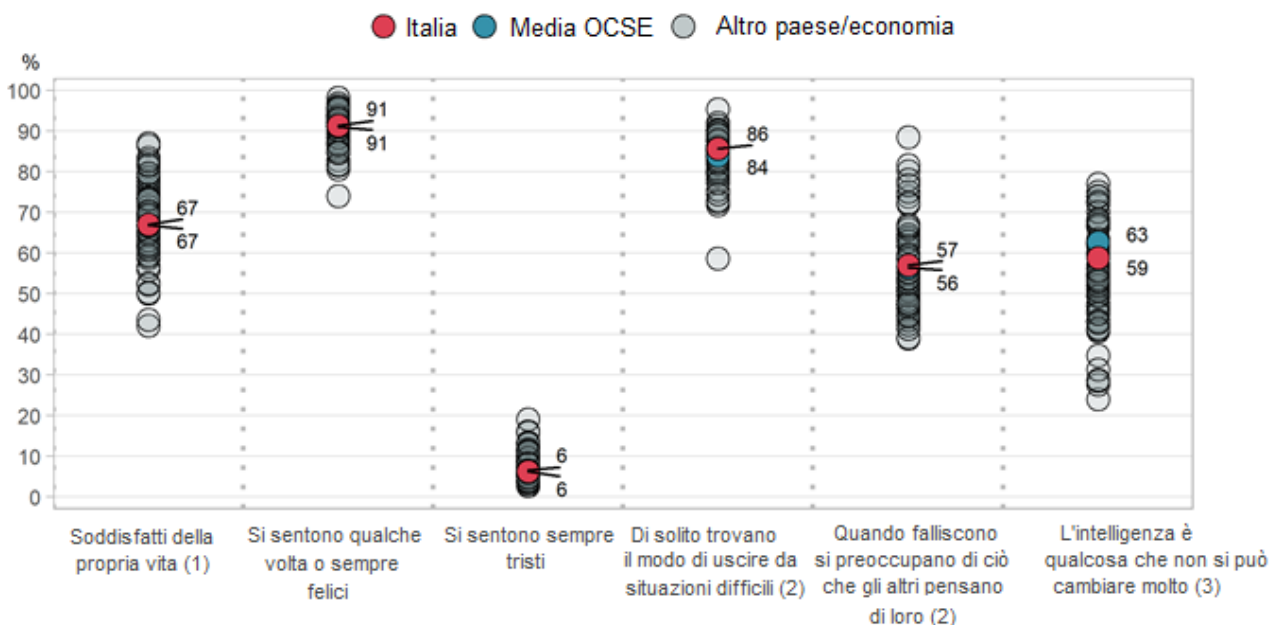 Italia Media OCSE Altro paese/economia
%
100
90
80
70
60
50
40
30
20
10
0
67
67
91
91
6
6
86
84
57
56
63
59
Soddisfatti della
propria vita (1)
Si sentono qualche
volta o sempre
felici
Si sentono sempre
tristi
Di solito trovano
il modo di uscire da
situazioni difficili (2)
Quando falliscono
si preoccupano di ciò
che gli altri pensano
di loro (2)
L'intelligenza è
qualcosa che non si può
cambiare molto (3)